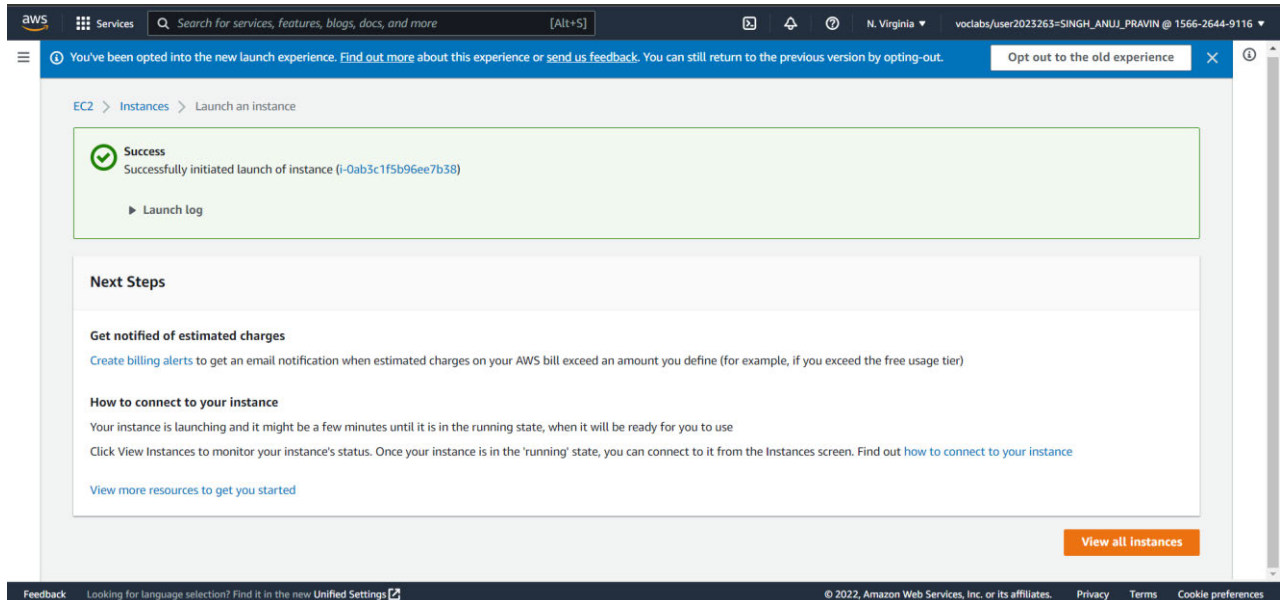 aws Services Search for services, features, blogs, docs, and more [Alt+S] N. Virginia ▼ voclabs/user2023263=SINGH_ANUJ_PRAVIN @ 1566-2644-9116 ▼
You've been opted into the new launch experience. Find out more about this experience or send us feedback. You can still return to the previous version by opting-out. Opt out to the old experience
EC2 > Instances > Launch an instance
Success
Successfully initiated launch of instance (i-0ab3c1f5b96ee7b38)
Launch log
Next Steps
Get notified of estimated charges
Create billing alerts to get an email notification when estimated charges on your AWS bill exceed an amount you define (for example, if you exceed the free usage tier)
How to connect to your instance
Your instance is launching and it might be a few minutes until it is in the running state, when it will be ready for you to use
Click View Instances to monitor your instance's status. Once your instance is in the 'running' state, you can connect to it from the Instances screen. Find out how to connect to your instance
View more resources to get you started
View all instances
Feedback Looking for language selection? Find it in the new Unified Settings © 2022, Amazon Web Services, Inc. or its affiliates. Privacy Terms Cookie preferences